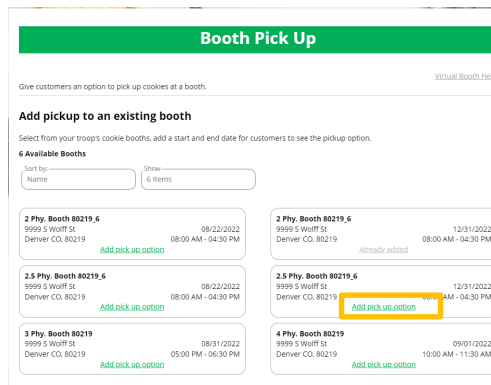 Booth Pick Up
Virtual Booth He
Give customers an option to pick up cookies at a booth.
Add pickup to an existing booth
Select from your troop's cookie booths, add a start and end date for customers to see the pickup option.
6 Available Booths
Sort by:
Name
Show
6 items
2 Phy. Booth 80219_6
9999 S Wolff St 08/22/2022
Denver CO, 80219 08:00 AM - 04:30 PM
Add pick up option
2 Phy. Booth 80219_6
9999 S Wolff St 12/31/2022
Denver CO, 80219 08:00 AM - 04:30 PM
Already added
2.5 Phy. Booth 80219_6
9999 S Wolff St 08/22/2022
Denver CO, 80219 08:00 AM - 04:30 PM
Add pick up option
2.5 Phy. Booth 80219_6
9999 S Wolff St 12/31/2022
Denver CO, 80219 08:00 AM - 04:30 PM
Add pick up option
3 Phy. Booth 80219
9999 S Wolff St 08/31/2022
Denver CO, 80219 05:00 PM - 06:30 PM
Add pick up option
4 Phy. Booth 80219
9999 S Wolff St 09/01/2022
Denver CO, 80219 10:00 AM - 11:30 AM
Add pick up option